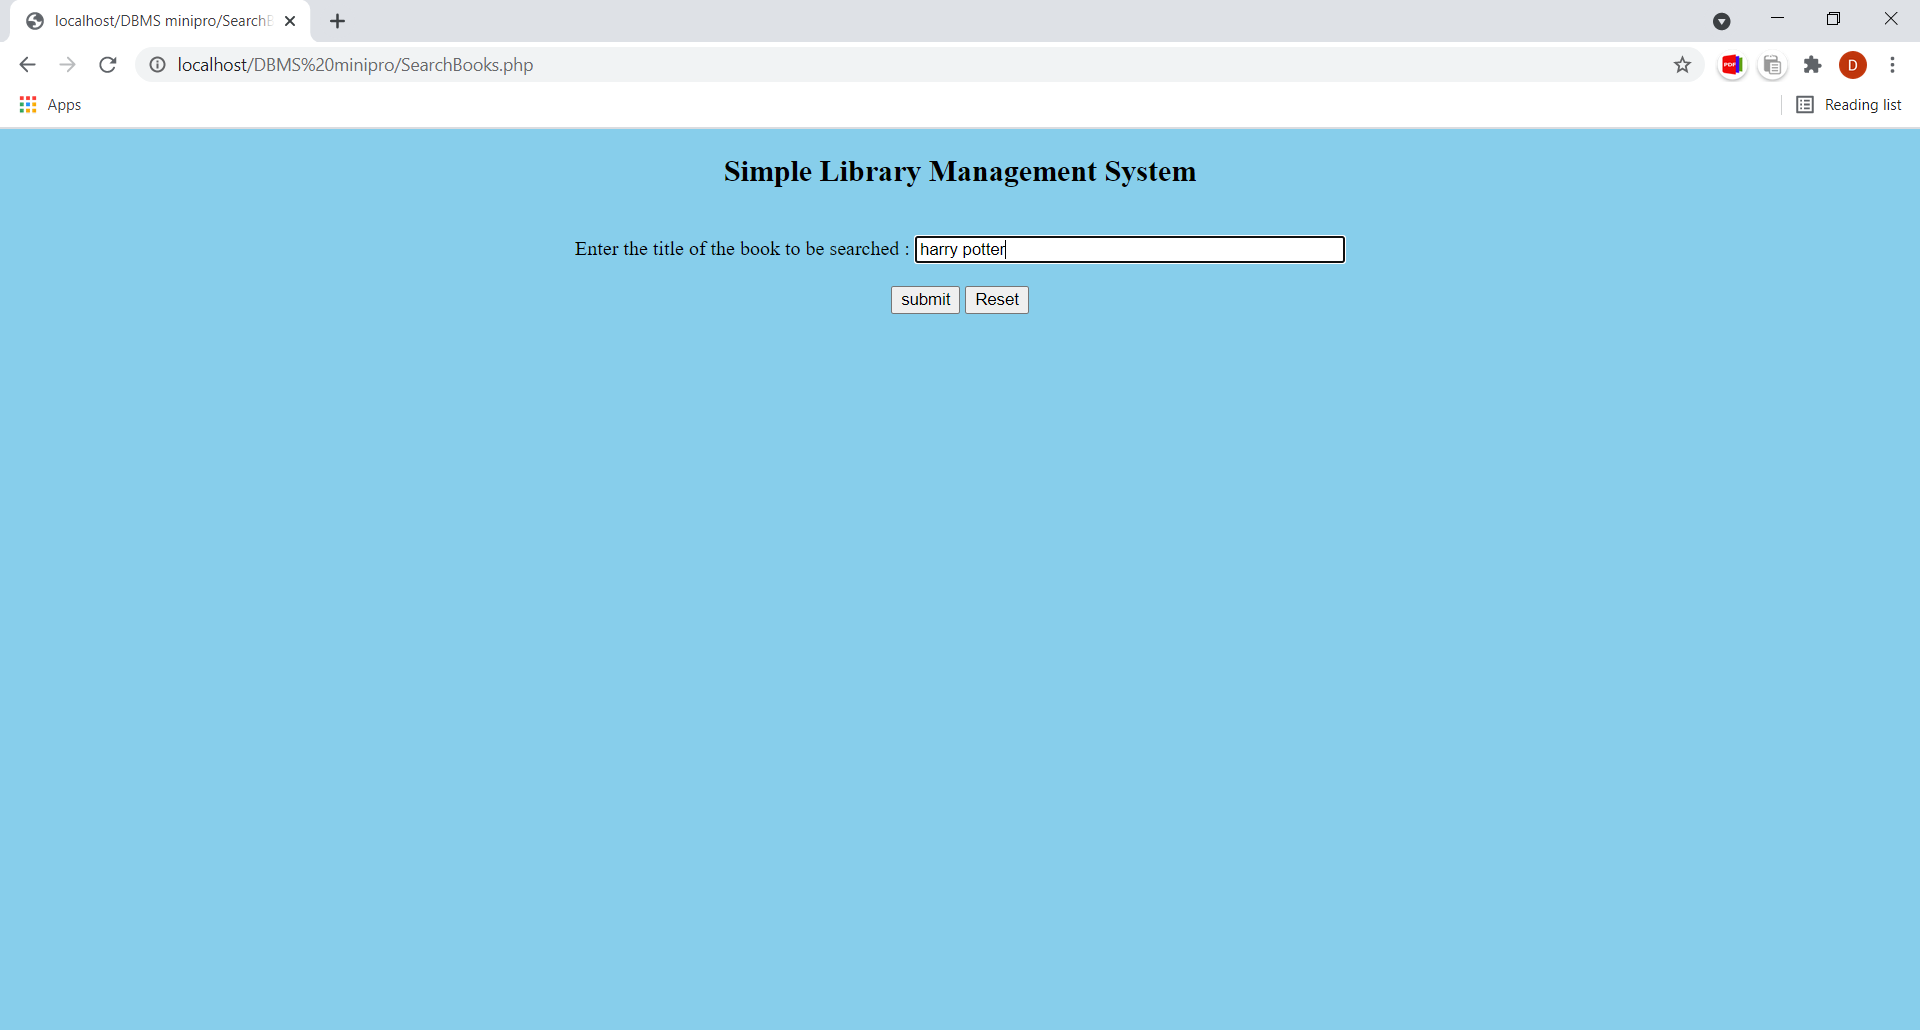 localhost/DBMS minipro/SearchB
localhost/DBMS%20minipro/SearchBooks.php
PDF
D
Apps
Reading list
Simple Library Management System
Enter the title of the book to be searched : harry potter
submit Reset